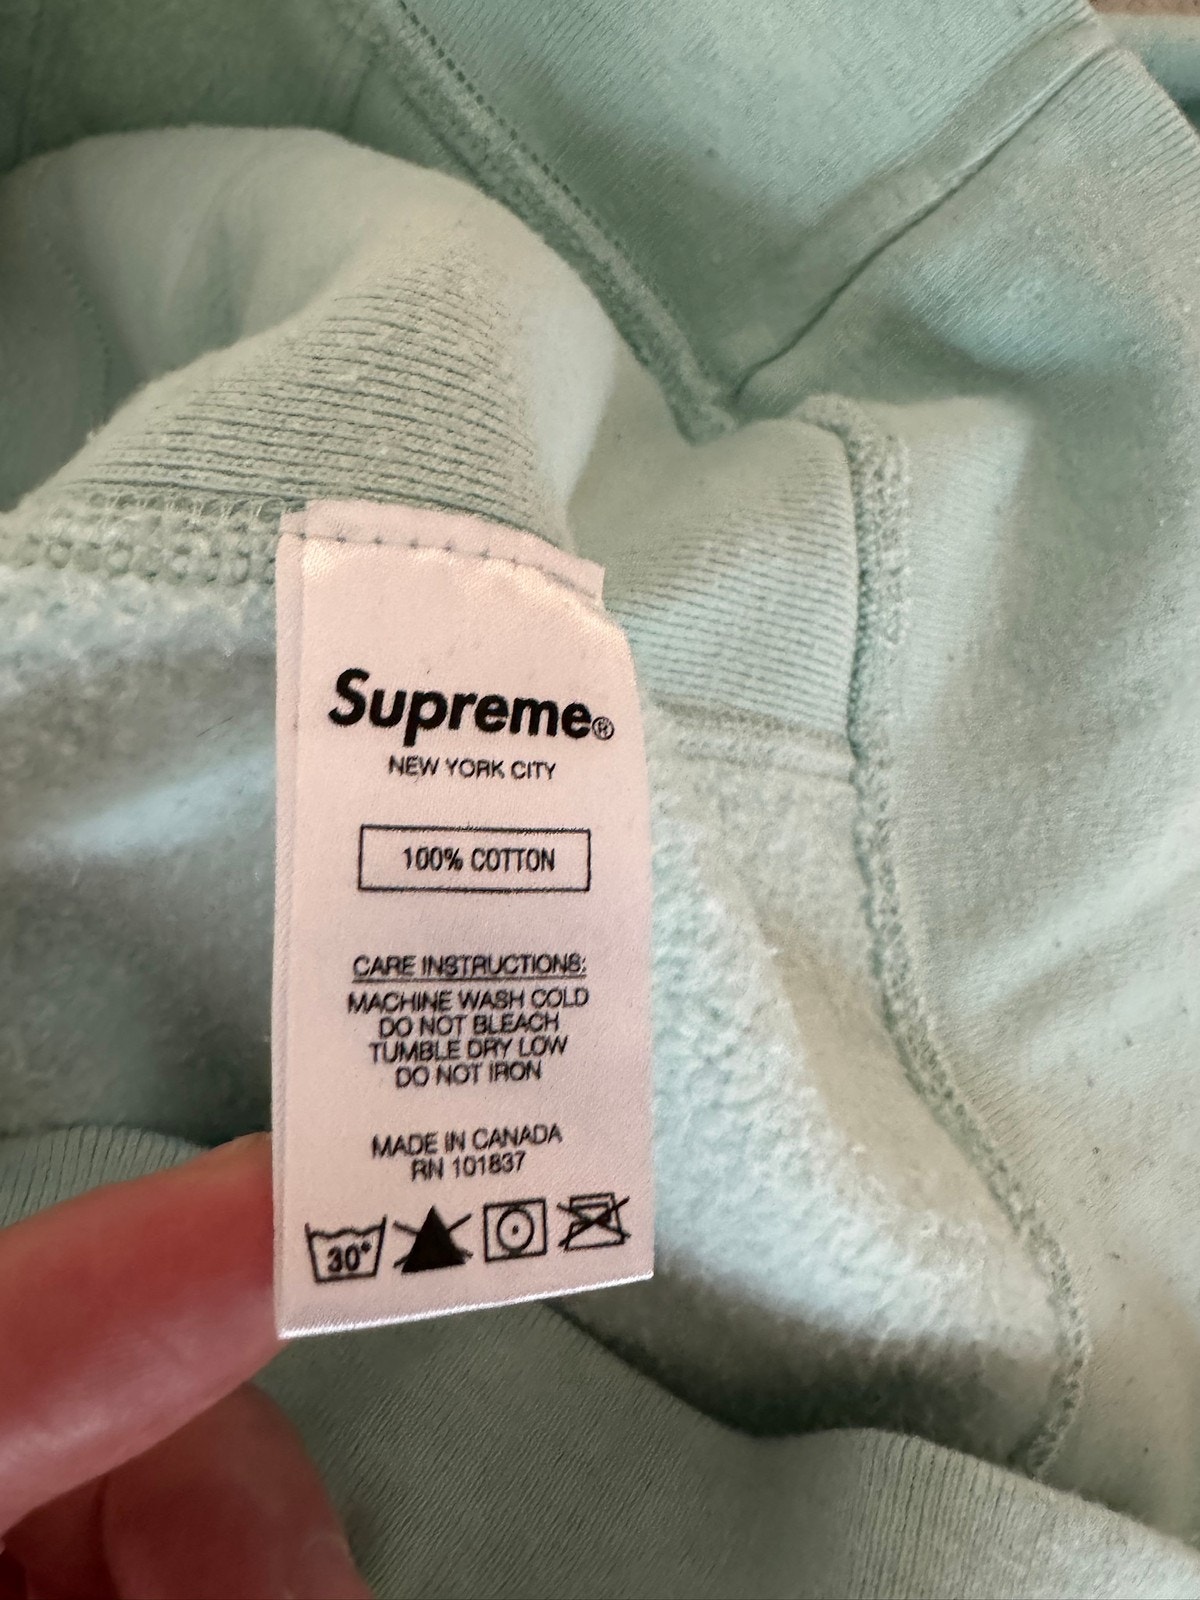 Supreme®
NEW YORK CITY
100% COTTON
CARE INSTRUCTIONS:
MACHINE WASH COLD
DO NOT BLEACH
TUMBLE DRY LOW
DO NOT IRON
MADE IN CANADA
RN 101837
30°